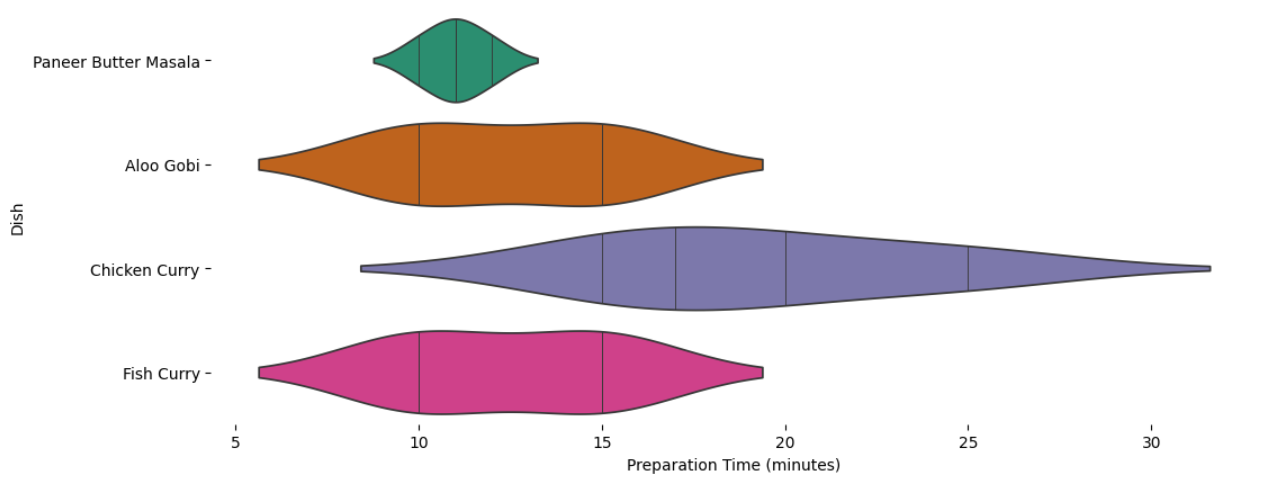 Dish
Paneer Butter Masala
Aloo Gobi
Chicken Curry
Fish Curry
5 10 15 20 25 30
Preparation Time (minutes)